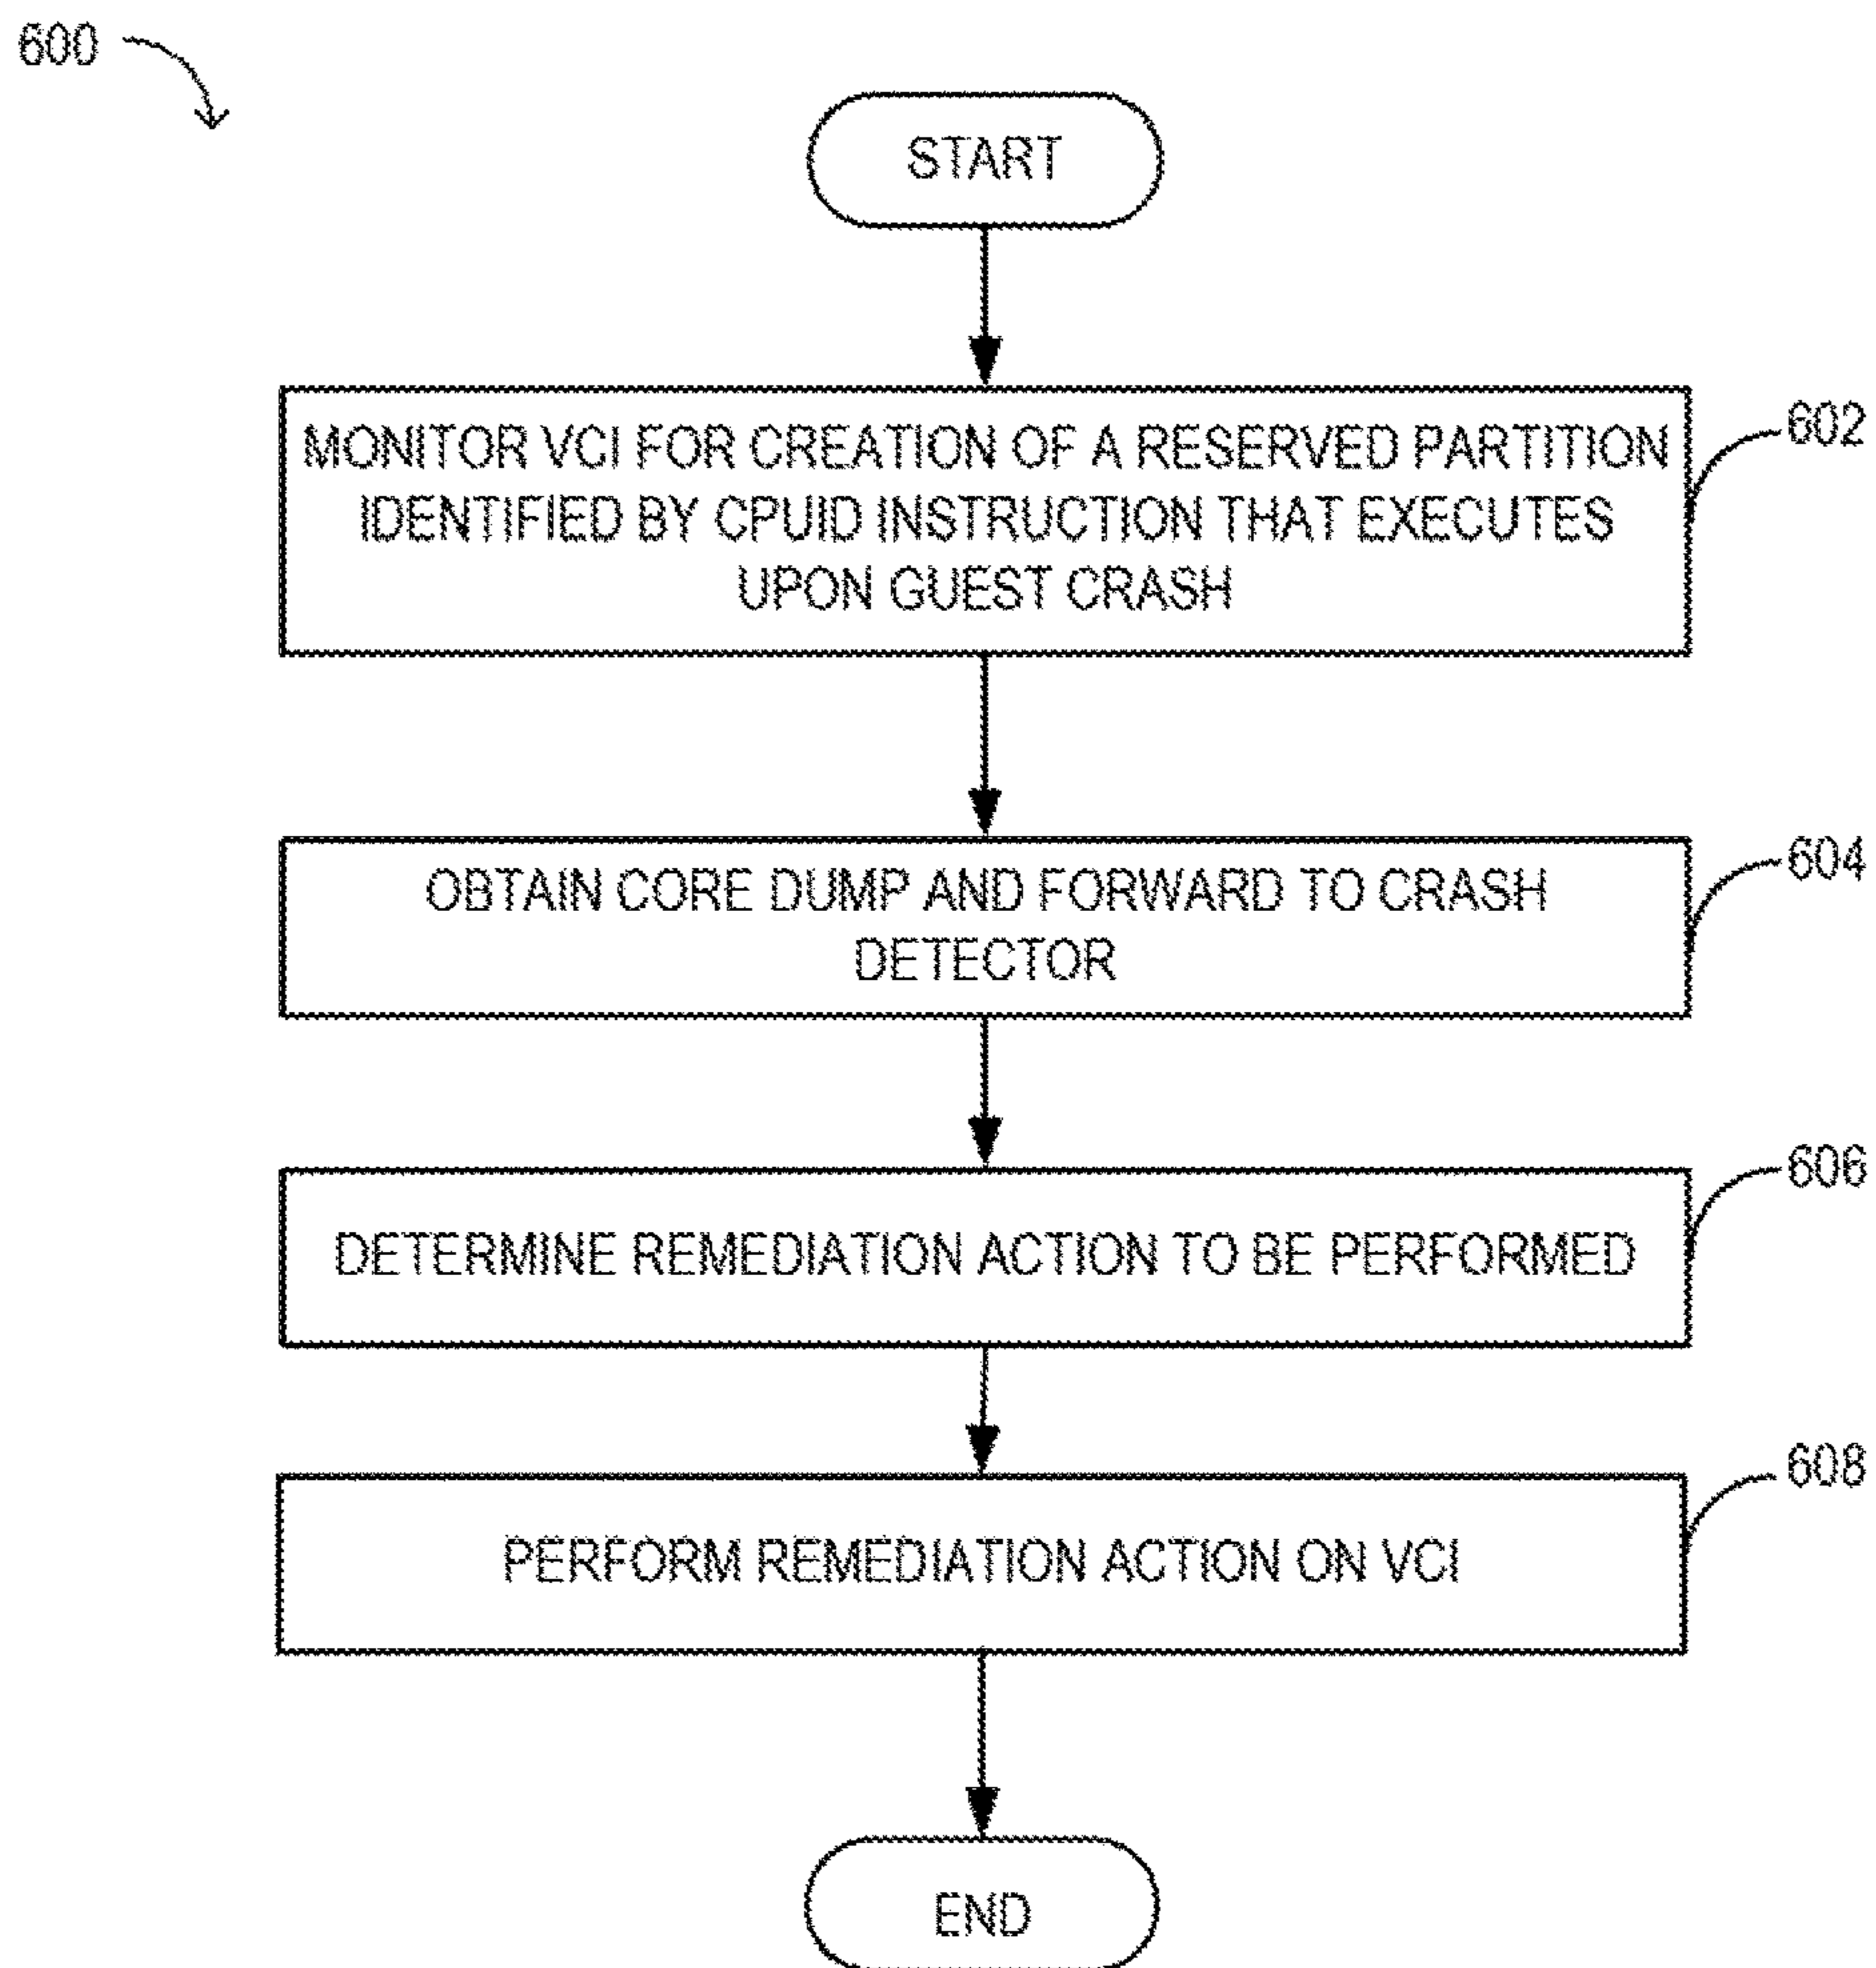 600
START
MONITOR VCI FOR CREATION OF A RESERVED PARTITION
IDENTIFIED BY CPUID INSTRUCTION THAT EXECUTES
UPON GUEST CRASH
602
OBTAIN CORE DUMP AND FORWARD TO CRASH
DETECTOR
604
DETERMINE REMEDIATION ACTION TO BE PERFORMED
606
PERFORM REMEDIATION ACTION ON VCI
608
END